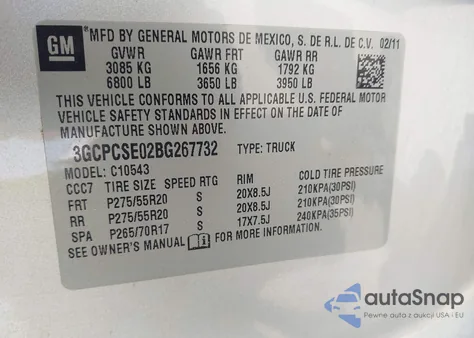 GM
*MFD BY GENERAL MOTORS DE MEXICO, S. DE R.L. DE C.V. 02/11
GVWR GAWR FRT GAWR RR
3085 KG 1656 KG 1792 KG
6800 LB 3650 LB 3950 LB
THIS VEHICLE CONFORMS TO ALL APPLICABLE U.S. FEDERAL MOTOR
VEHICLE SAFETY STANDARDS IN EFFECT ON THE DATE OF
MANUFACTURE SHOWN ABOVE.
3GCPCSE02BG267732 TYPE: TRUCK
MODEL: C10543
CCC7 TIRE SIZE SPEED RTG RIM COLD TIRE PRESSURE
FRT P275/55R20 S 20X8.5J 210KPA(30PSI)
RR P275/55R20 S 20X8.5J 210KPA(30PSI)
SPA P265/70R17 S 17X7.5J 240KPA(35PSI)
SEE OWNER'S MANUAL FOR MORE INFORMATION.
autoSnap
Pewne auta z aukcji USA i EU